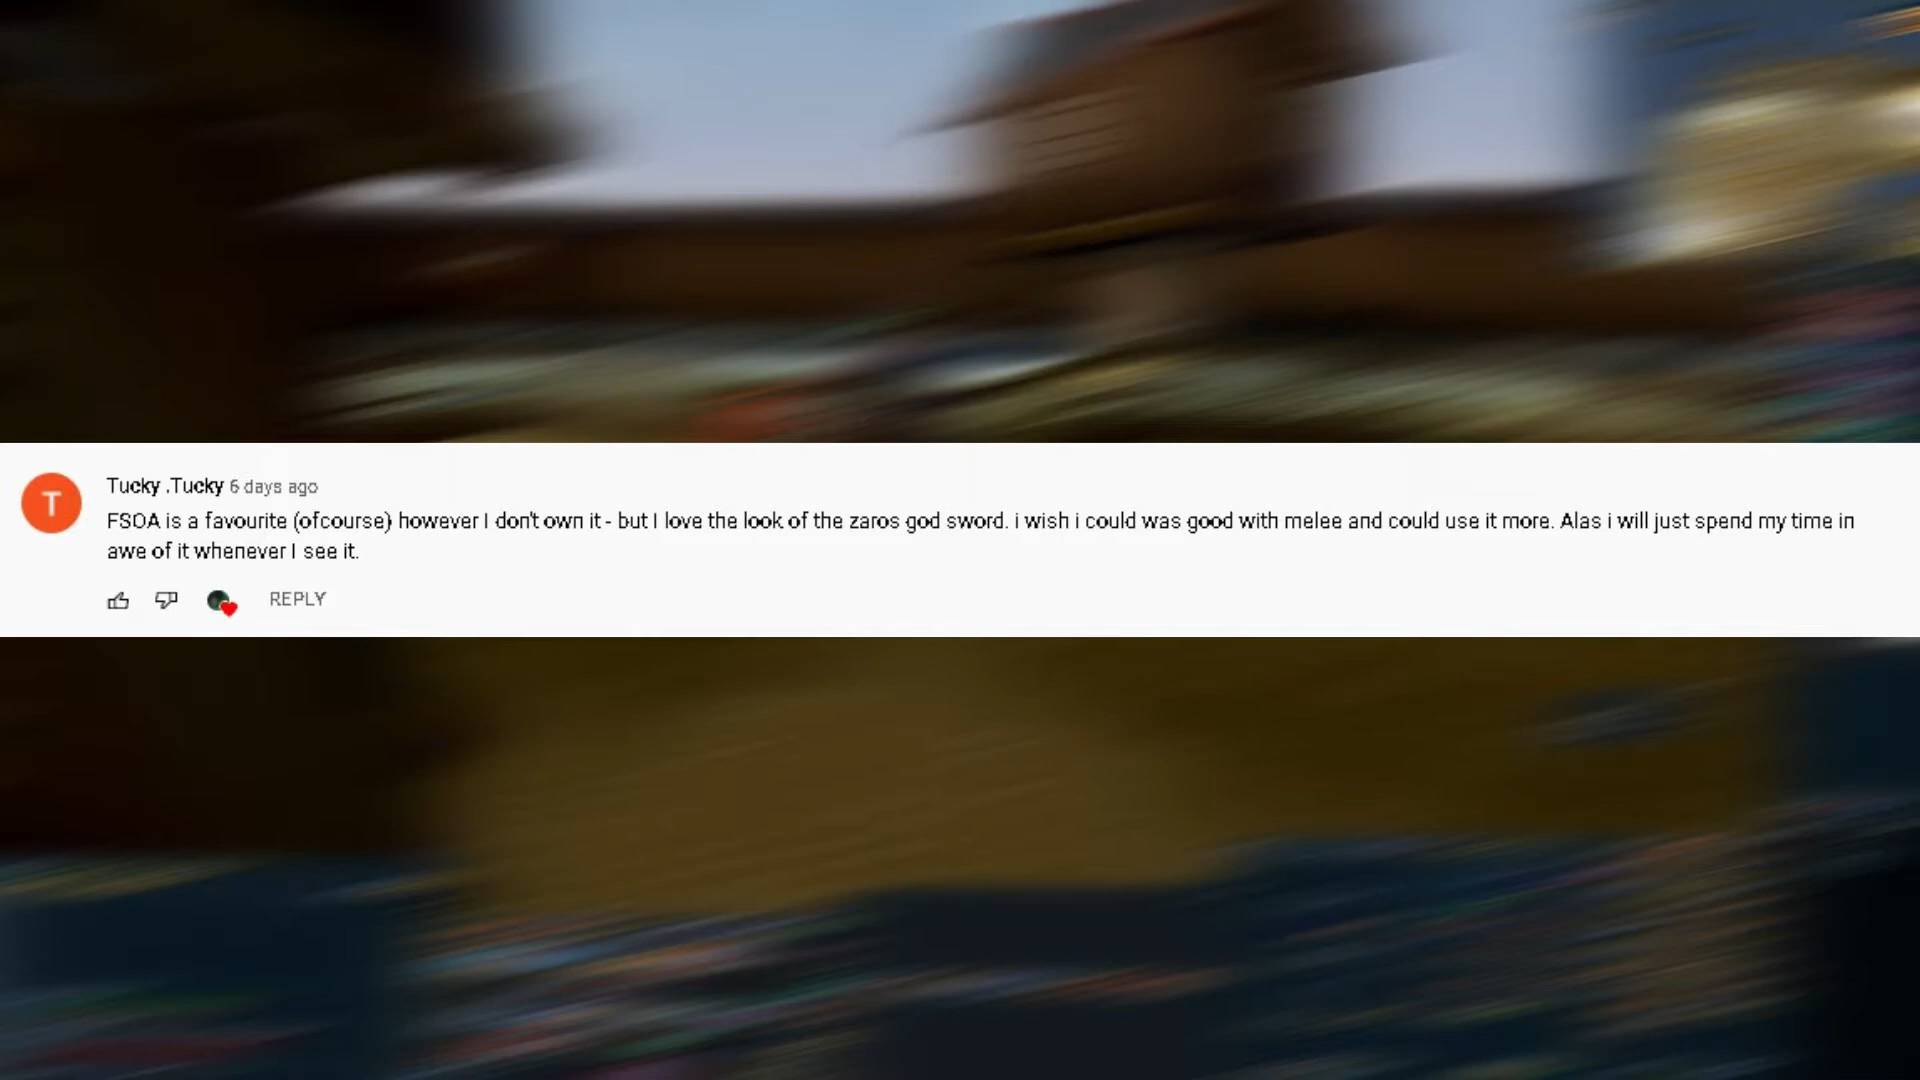 T
Tucky .Tucky 6 days ago
FSOA is a favourite (ofcourse) however I don't own it - but I love the look of the zaros god sword. i wish i could was good with melee and could use it more. Alas i will just spend my time in
awe of it whenever I see it.
REPLY